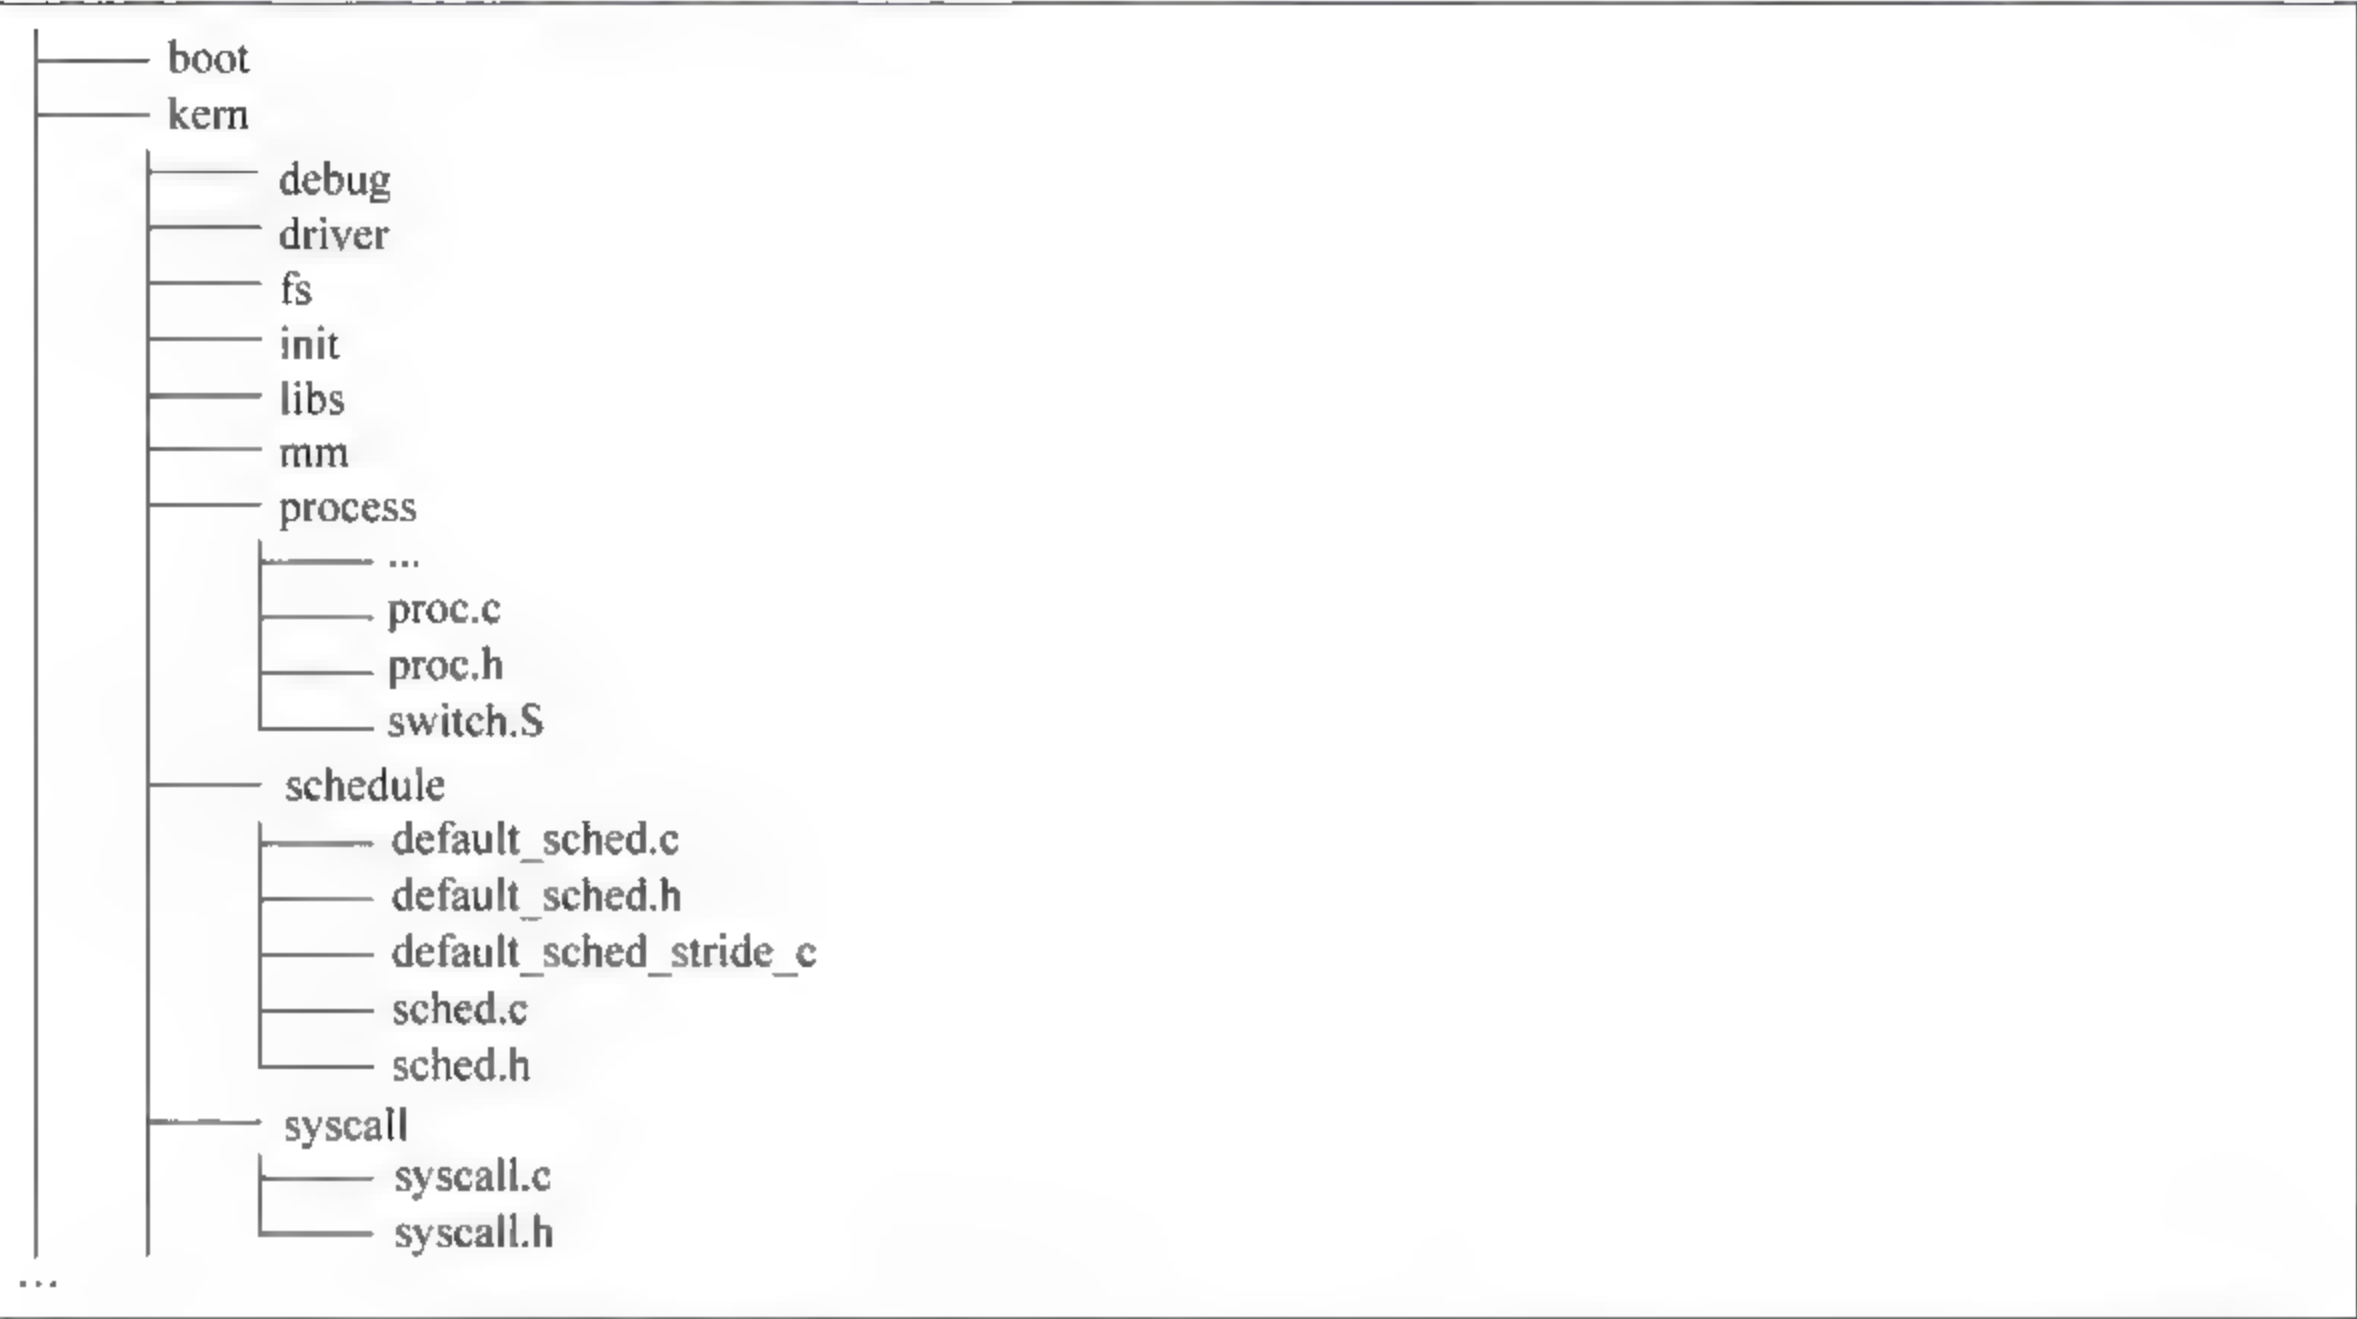 boot
kern
debug
driver
fs
init
libs
mm
process
...
proc.c
proc.h
switch.S
schedule
default_sched.c
default_sched.h
default_sched_stride_c
sched.c
sched.h
syscall
syscall.c
syscall.h
...